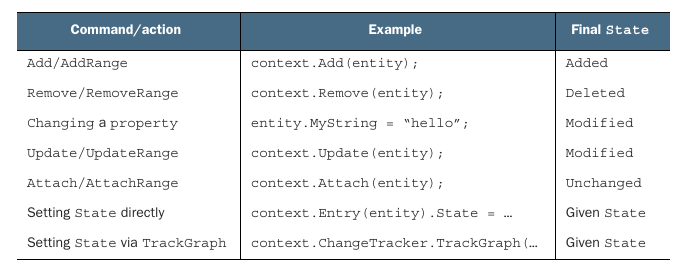 Command/action Example Final State
Add/AddRange context.Add(entity); Added
Remove/RemoveRange context.Remove(entity); Deleted
Changing a property entity.MyString = “hello”; Modified
Update/UpdateRange context.Update(entity); Modified
Attach/AttachRange context.Attach(entity); Unchanged
Setting State directly context.Entry(entity).State = … Given State
Setting State via TrackGraph context.ChangeTracker.TrackGraph(… Given State